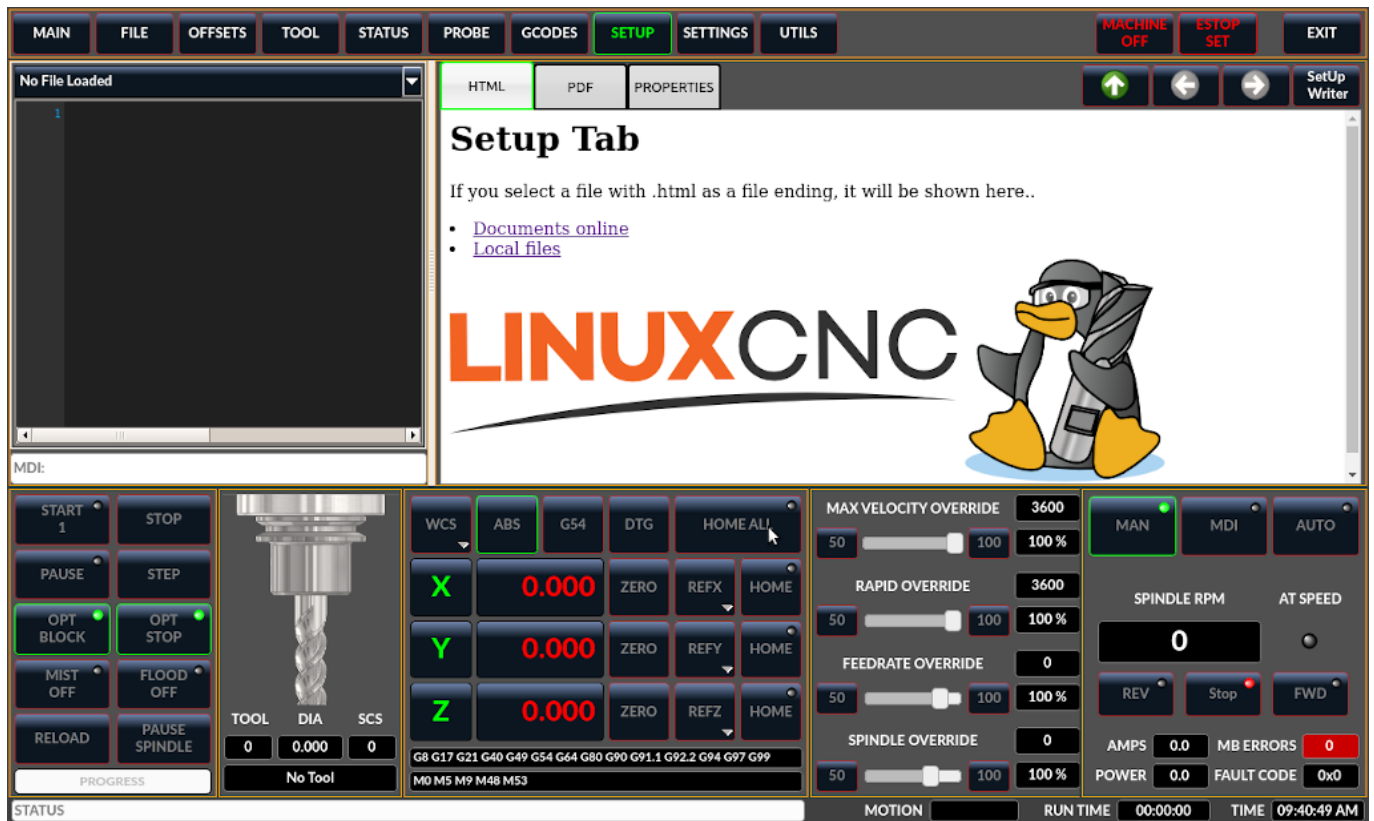 MAIN FILE OFFSETS TOOL STATUS PROBE GCODES SETUP SETTINGS UTILS MACHINE OFF ESTOP SET EXIT
No File Loaded
1
MDI:
HTML PDF PROPERTIES SetUp Writer
Setup Tab
If you select a file with .html as a file ending, it will be shown here..
• Documents online
• Local files
LINUXCNC
START 1 STOP
PAUSE STEP
OPT BLOCK OPT STOP
MIST OFF FLOOD OFF
RELOAD PAUSE SPINDLE
PROGRESS
TOOL DIA SCS
0 0.000 0
No Tool
WCS ABS G54 DTG HOME ALL
X 0.000 ZERO REFX HOME
Y 0.000 ZERO REFY HOME
Z 0.000 ZERO REFZ HOME
G8 G17 G21 G40 G49 G54 G64 G80 G90 G91.1 G92.2 G94 G97 G99
M0 M5 M9 M48 M53
MAX VELOCITY OVERRIDE 3600
50 100 100 %
RAPID OVERRIDE 3600
50 100 100 %
FEEDRATE OVERRIDE 0
50 100 100 %
SPINDLE OVERRIDE 0
50 100 100 %
MAN MDI AUTO
SPINDLE RPM AT SPEED
0
REV Stop FWD
AMPS 0.0 MB ERRORS 0
POWER 0.0 FAULT CODE 0x0
STATUS MOTION RUN TIME 00:00:00 TIME 09:40:49 AM